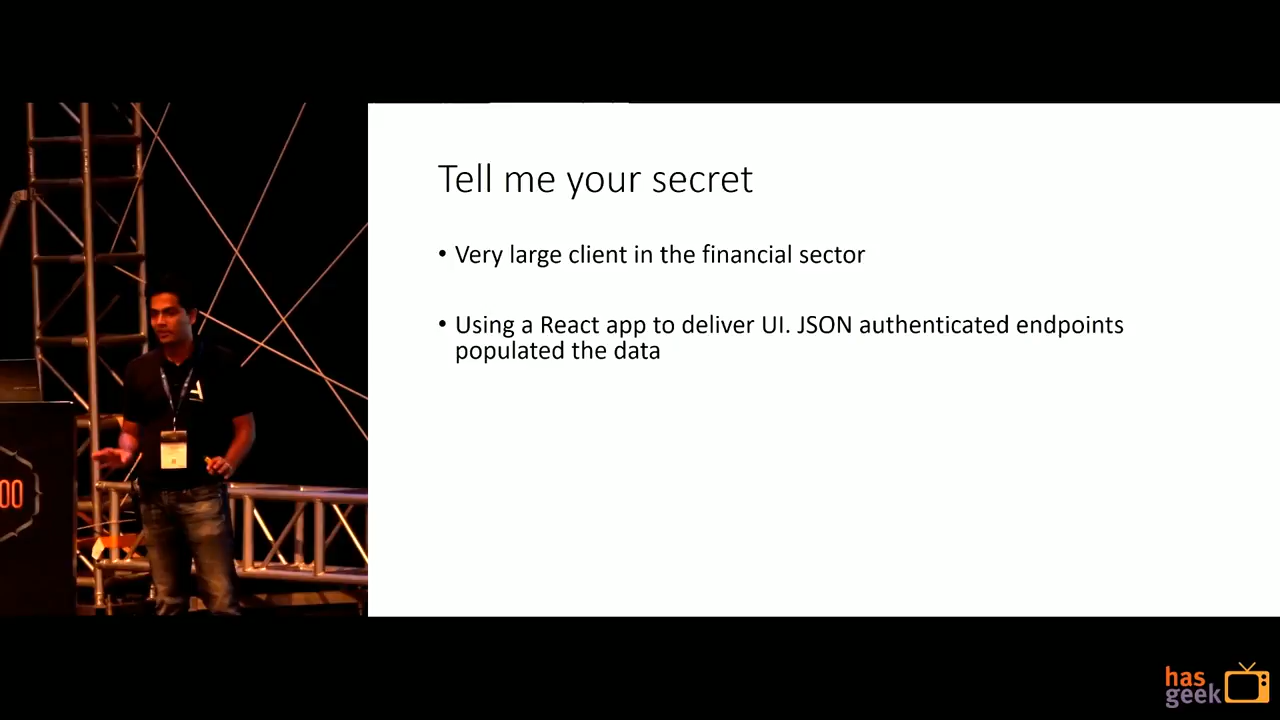 Tell me your secret
• Very large client in the financial sector
• Using a React app to deliver UI. JSON authenticated endpoints
populated the data
00
has
geek